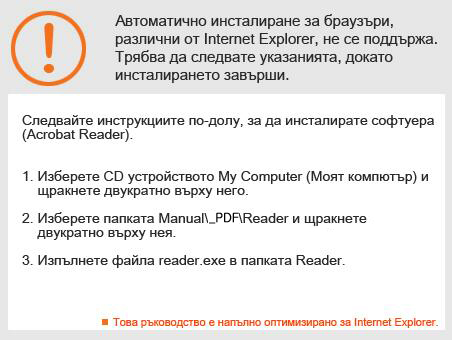 Автоматично инсталиране за браузъри,
различни от Internet Explorer, не се поддържа.
Трябва да следвате указанията, докато
инсталирането завърши.
Следвайте инструкциите по-долу, за да инсталирате софтуера
(Acrobat Reader).
1. Изберете CD устройството My Computer (Моят компютър) и
щракнете двукратно върху него.
2. Изберете папката Manual\_PDF\Reader и щракнете
двукратно върху нея.
3. Изпълнете файла reader.exe в папката Reader.
Това ръководство е напълно оптимизирано за Internet Explorer.